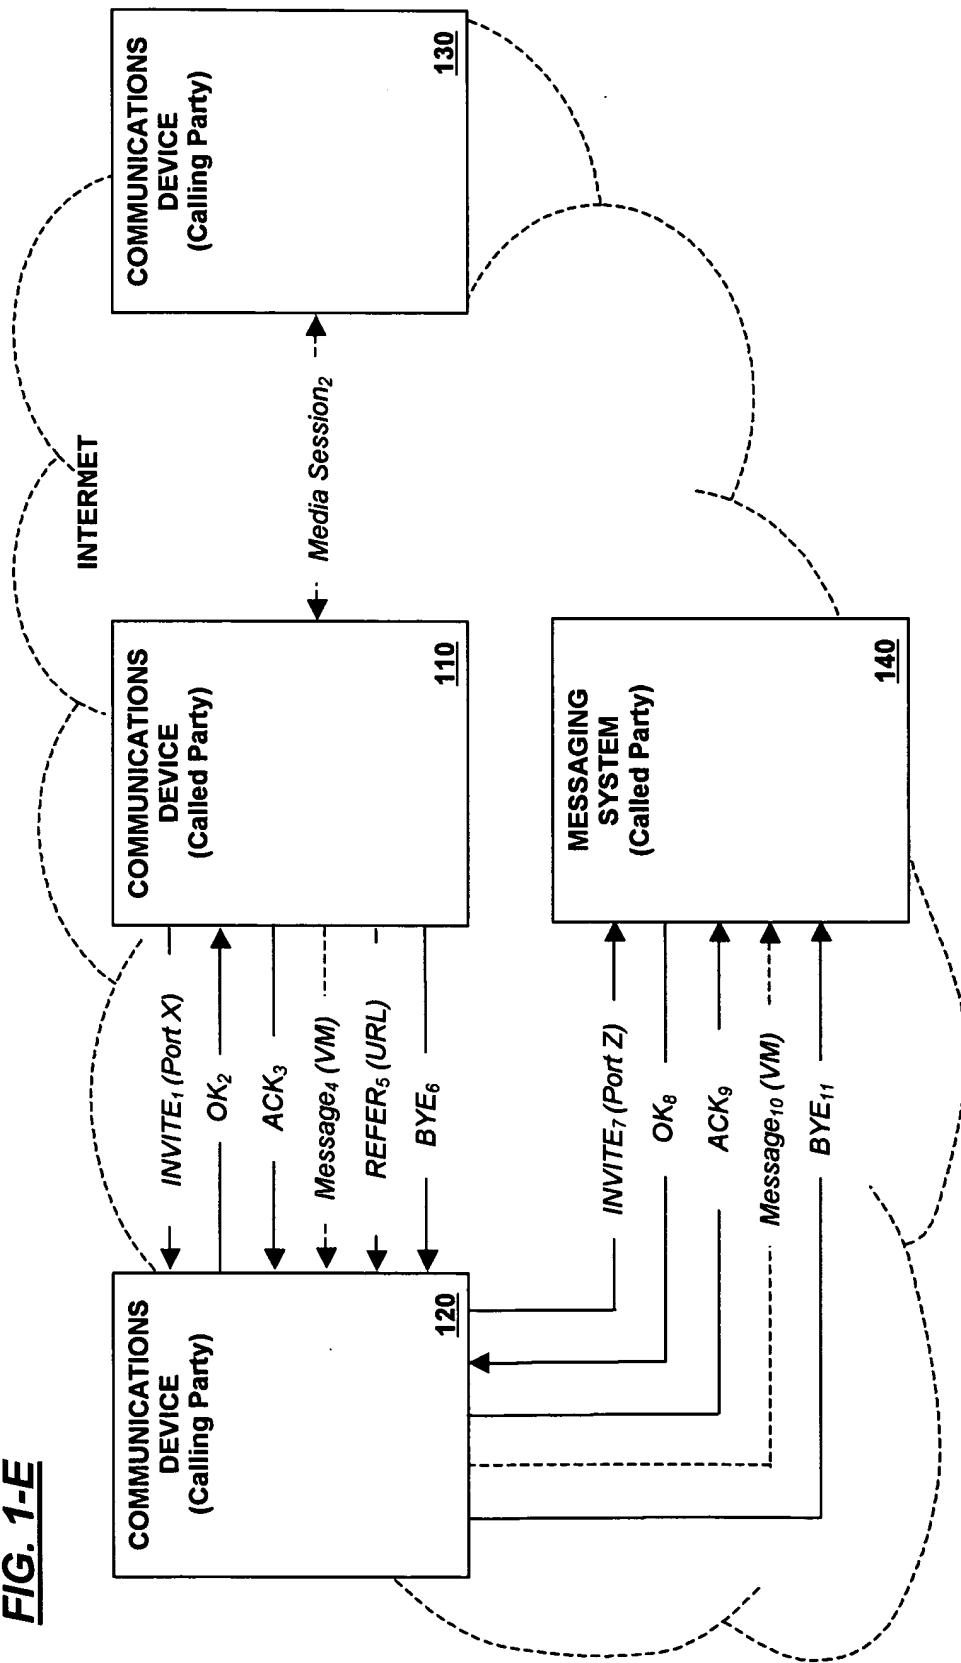 FIG. 1-E
INTERNET
COMMUNICATIONS
DEVICE
(Calling Party)
120
INVITE₁ (Port X)
OK₂
ACK₃
Message₄ (VM)
REFER₅ (URL)
BYE₆
COMMUNICATIONS
DEVICE
(Called Party)
110
Media Session₂
COMMUNICATIONS
DEVICE
(Calling Party)
130
INVITE₇ (Port Z)
OK₈
ACK₉
Message₁₀ (VM)
BYE₁₁
MESSAGING
SYSTEM
(Called Party)
140